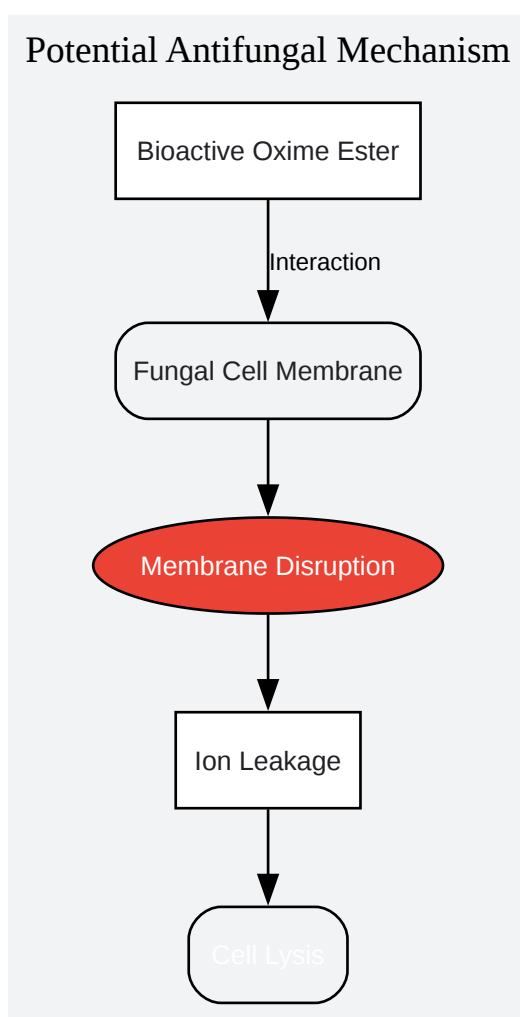 Potential Antifungal Mechanism
Bioactive Oxime Ester
Interaction
Fungal Cell Membrane
Membrane Disruption
Ion Leakage
Cell Lysis